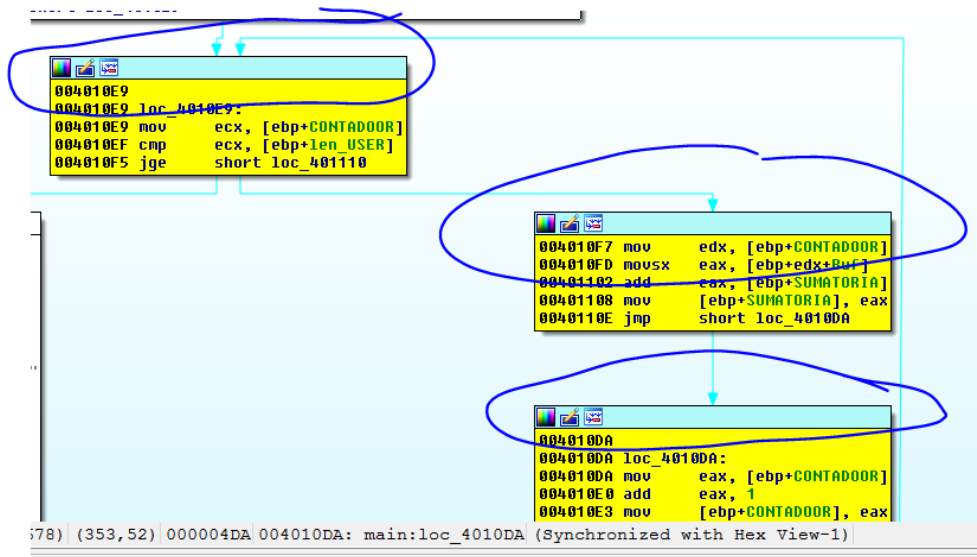 004010E9
004010E9 loc_4010E9:
004010E9 mov ecx, [ebp+CONTADOOR]
004010EF cmp ecx, [ebp+len_USER]
004010F5 jge short loc_401110
004010F7 mov edx, [ebp+CONTADOOR]
004010FD movsx eax, [ebp+edx+Buf]
00401102 add eax, [ebp+SUMATORIA]
00401108 mov [ebp+SUMATORIA], eax
0040110E jmp short loc_4010DA
004010DA
004010DA loc_4010DA:
004010DA mov eax, [ebp+CONTADOOR]
004010E0 add eax, 1
004010E3 mov [ebp+CONTADOOR], eax
578) (353,52) 000004DA 004010DA: main:loc_4010DA (Synchronized with Hex View-1)